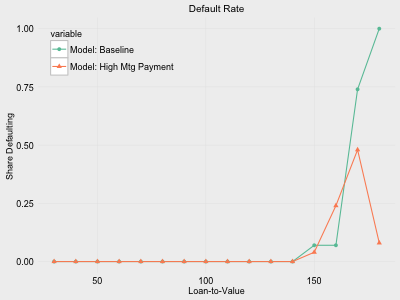 Default Rate
variable
Model: Baseline
Model: High Mtg Payment
Share Defaulting
1.00
0.75
0.50
0.25
0.00
50
100
150
Loan-to-Value